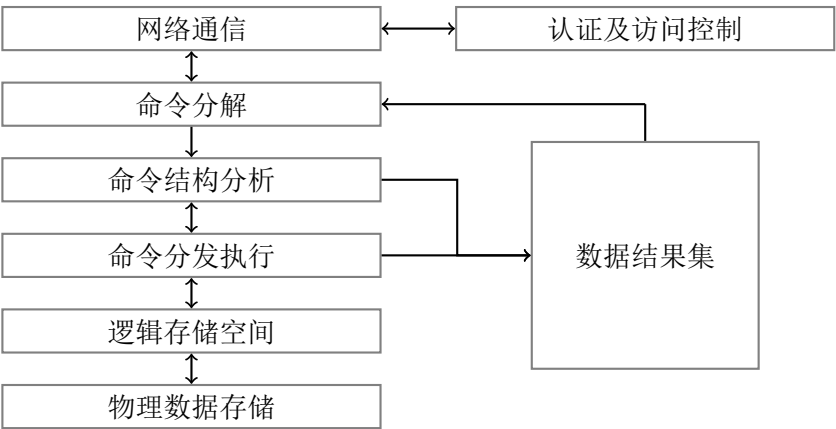 网络通信
认证及访问控制
命令分解
命令结构分析
命令分发执行
数据结果集
逻辑存储空间
物理数据存储